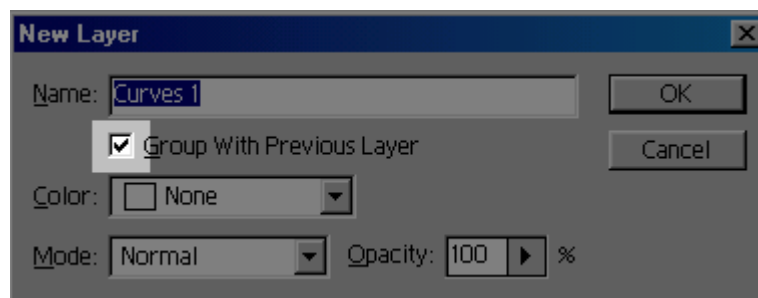 New Layer
Name: Curves 1 OK
Group With Previous Layer Cancel
Color: None
Mode: Normal Opacity: 100 %